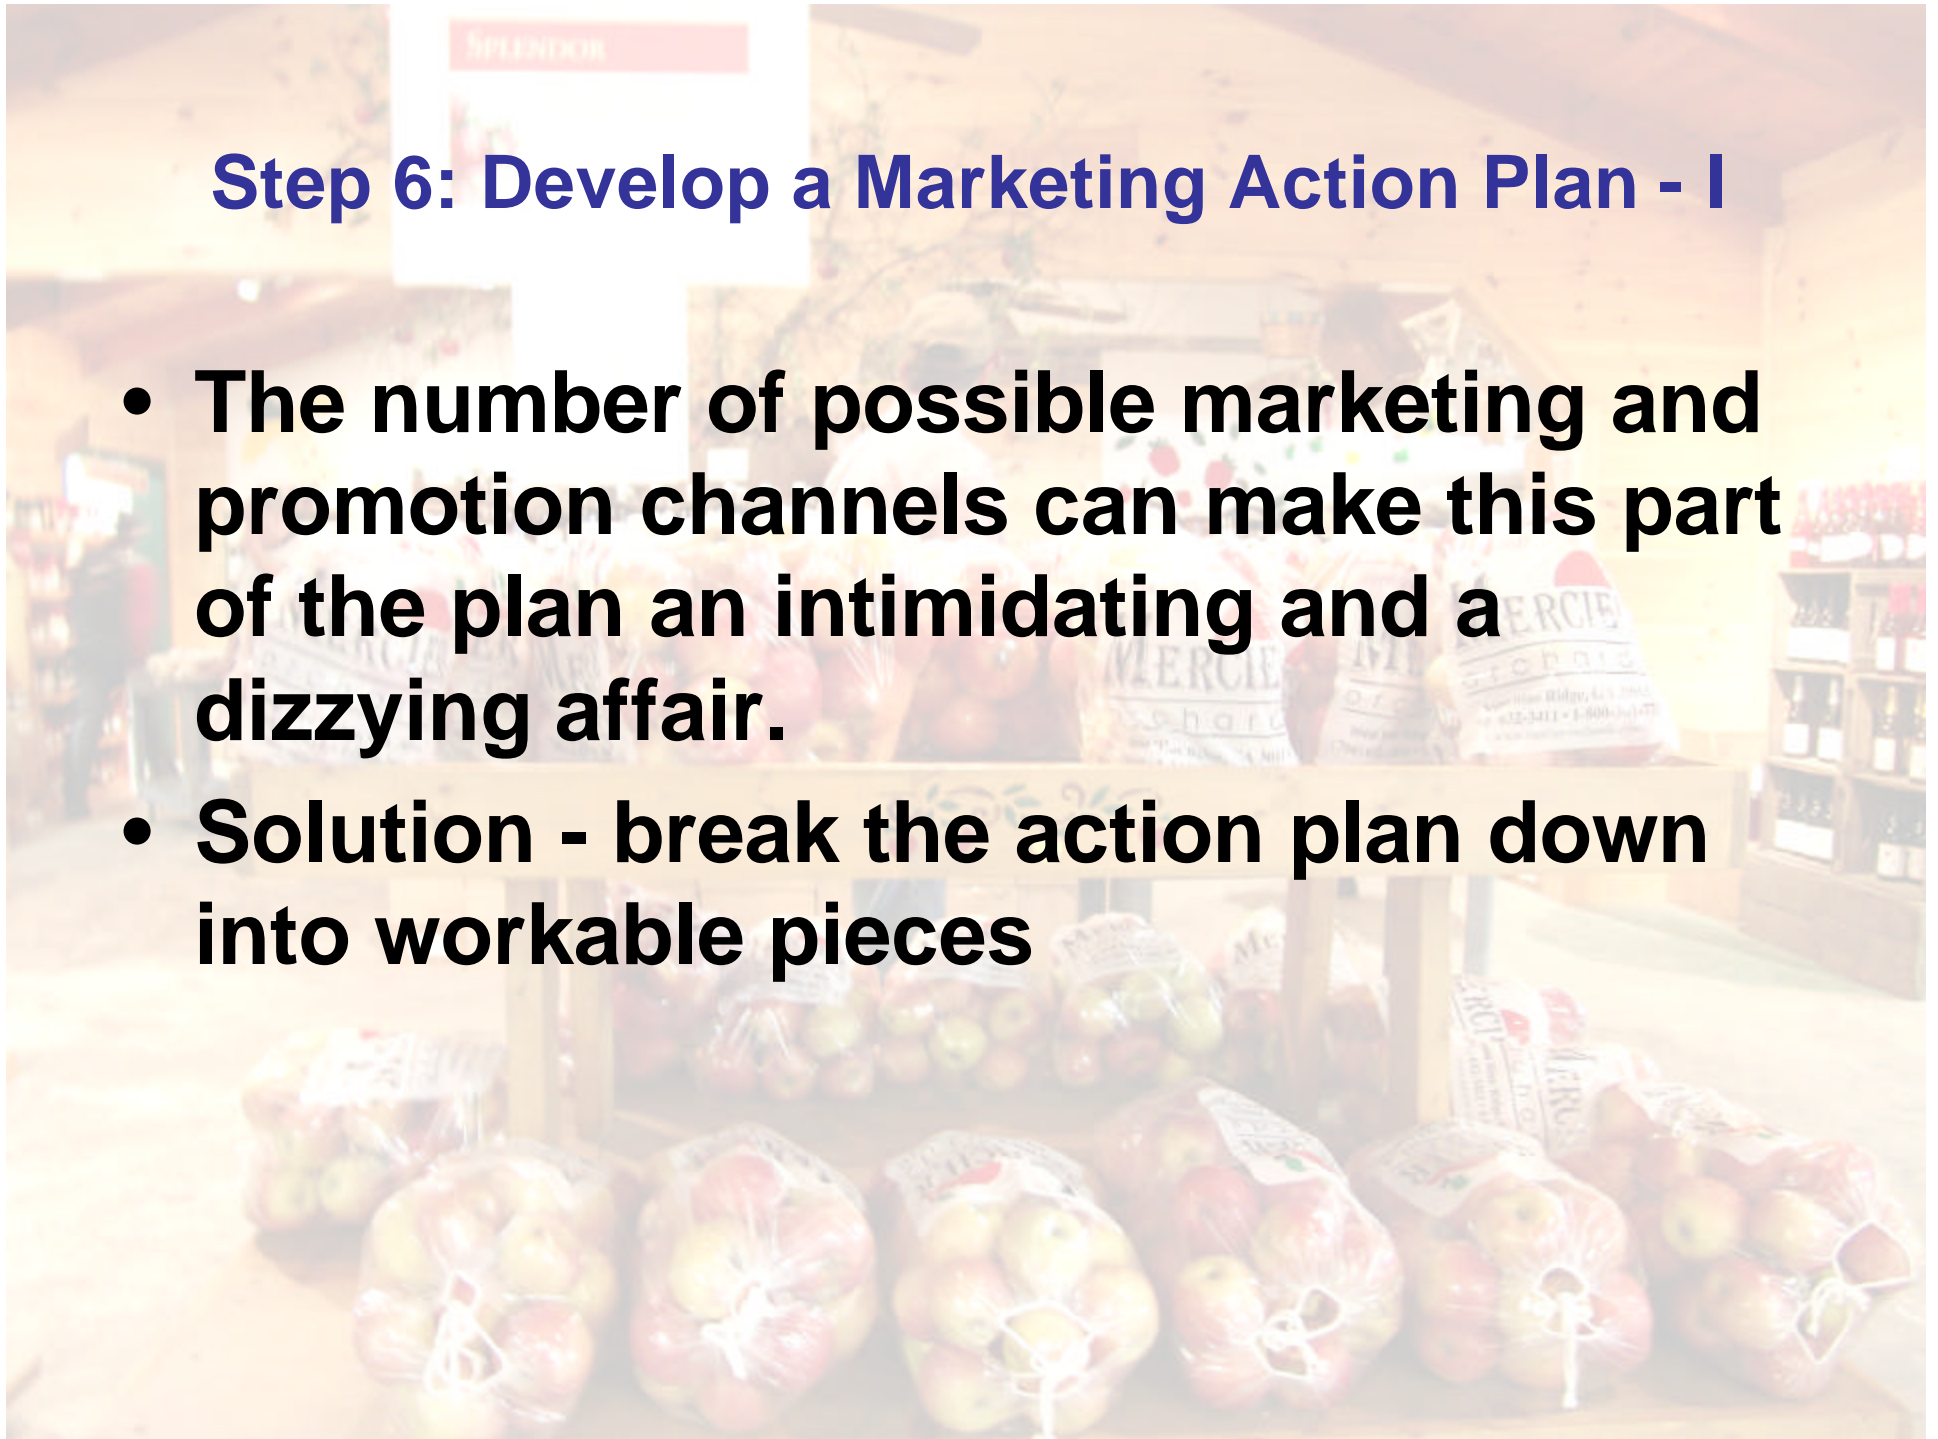 SPLENDOR
Step 6: Develop a Marketing Action Plan - I
• The number of possible marketing and
promotion channels can make this part
of the plan an intimidating and a
dizzying affair.
• Solution - break the action plan down
into workable pieces